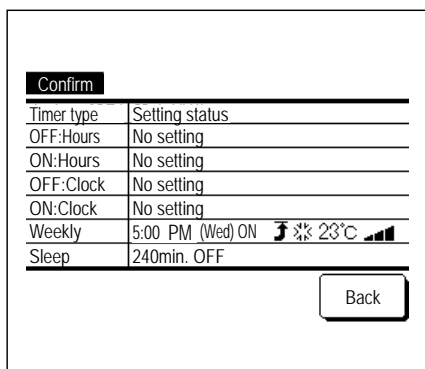 Confirm
Timer type Setting status
OFF:Hours No setting
ON:Hours No setting
OFF:Clock No setting
ON:Clock No setting
Weekly 5:00 PM (Wed) ON 23°C
Sleep 240min. OFF
Back